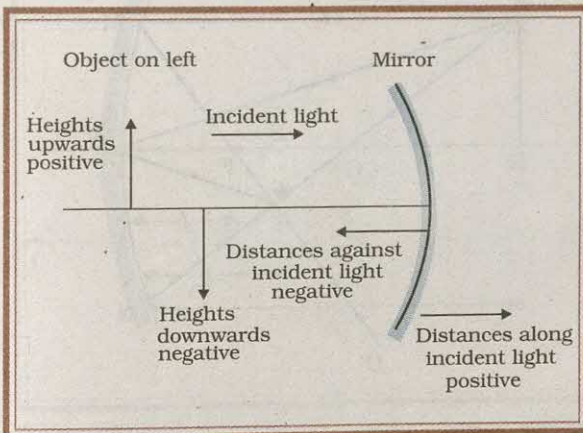 Object on left
Mirror
Incident light
Heights
upwards
positive
Distances against
incident light
negative
Heights
downwards
negative
Distances along
incident light
positive